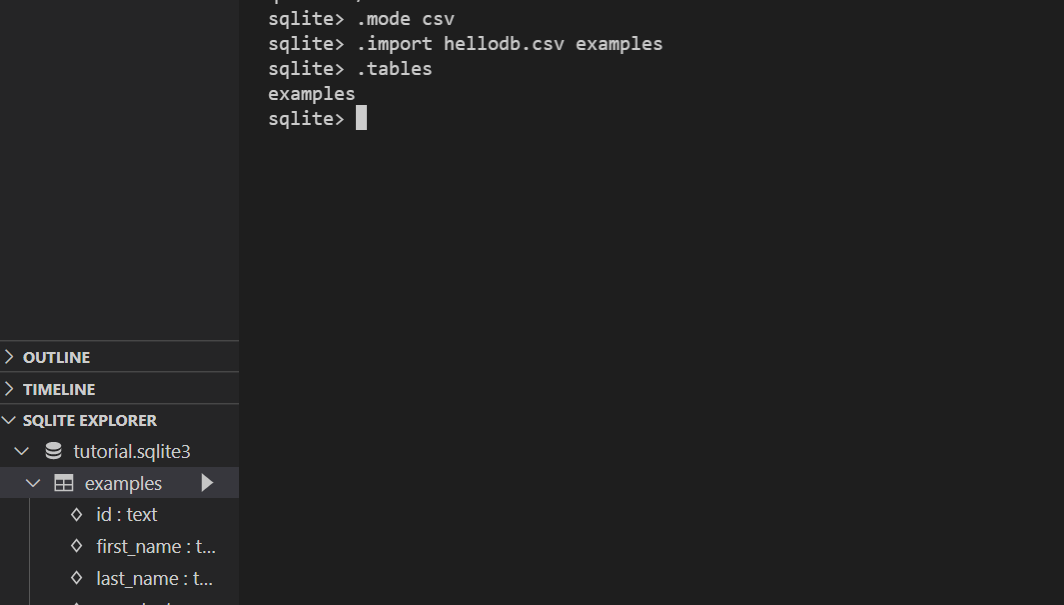 sqlite> .mode csv
sqlite> .import hellodb.csv examples
sqlite> .tables
examples
sqlite>
OUTLINE
TIMELINE
SQLITE EXPLORER
tutorial.sqlite3
examples
id : text
first_name : t...
last_name : t...